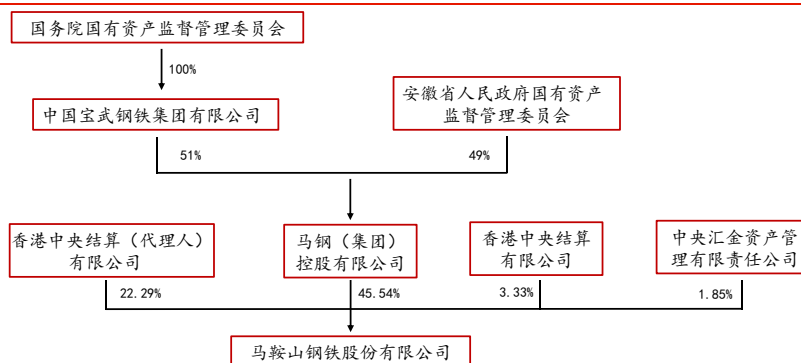 国务院国有资产监督管理委员会
100%
中国宝武钢铁集团有限公司
安徽省人民政府国有资产
监督管理委员会
51%
49%
香港中央结算（代理人）
有限公司
马钢（集团）
控股有限公司
香港中央结算
有限公司
中央汇金资产管
理有限责任公司
22.29%
45.54%
3.33%
1.85%
马鞍山钢铁股份有限公司